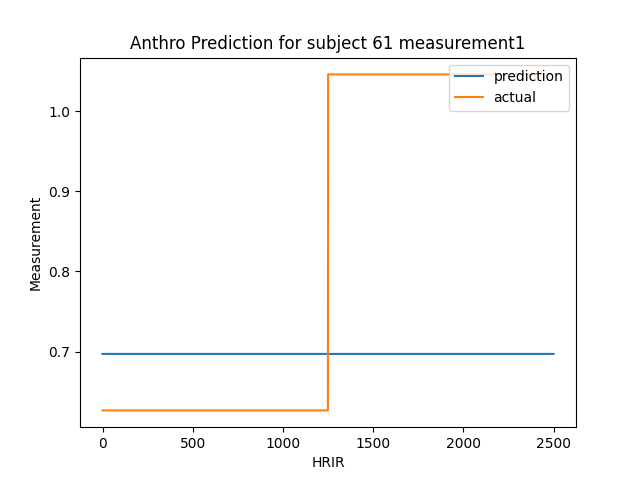 Anthro Prediction for subject 61 measurement1
prediction
actual
Measurement
1.0
0.9
0.8
0.7
0
500
1000
1500
2000
2500
HRIR